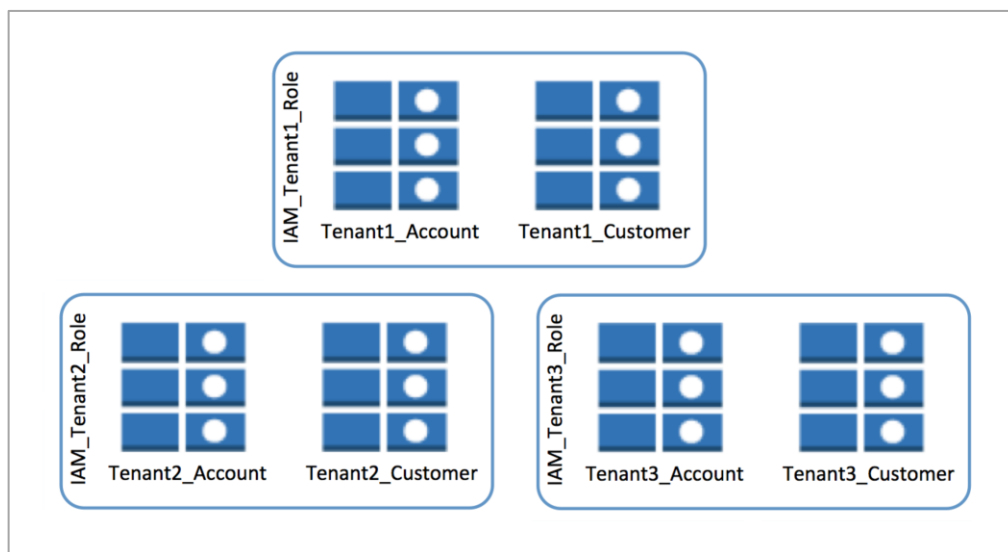 IAM_Tenant1_Role
Tenant1_Account
Tenant1_Customer
IAM_Tenant2_Role
Tenant2_Account
Tenant2_Customer
IAM_Tenant3_Role
Tenant3_Account
Tenant3_Customer